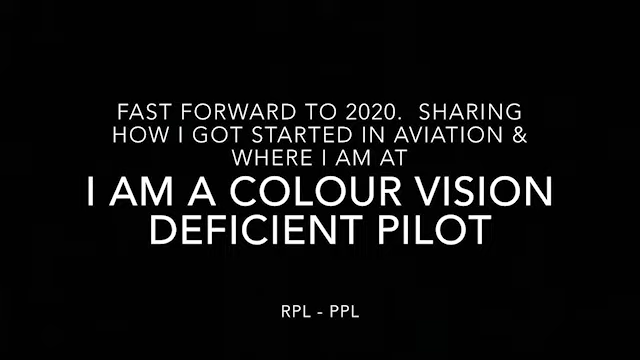 FAST FORWARD TO 2020. SHARING
HOW I GOT STARTED IN AVIATION &
WHERE I AM AT
I AM A COLOUR VISION
DEFICIENT PILOT
RPL - PPL